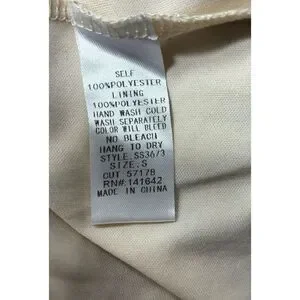 SELF
100%POLYESTER
LINING
100%POLYESTER
HAND WASH COLD
WASH SEPARATELY
COLOR WILL BLEED
NO BLEACH
HANG TO DRY
STYLE.SS3673
SIZE.S
CUT 57178
RN#:141642
MADE IN CHINA